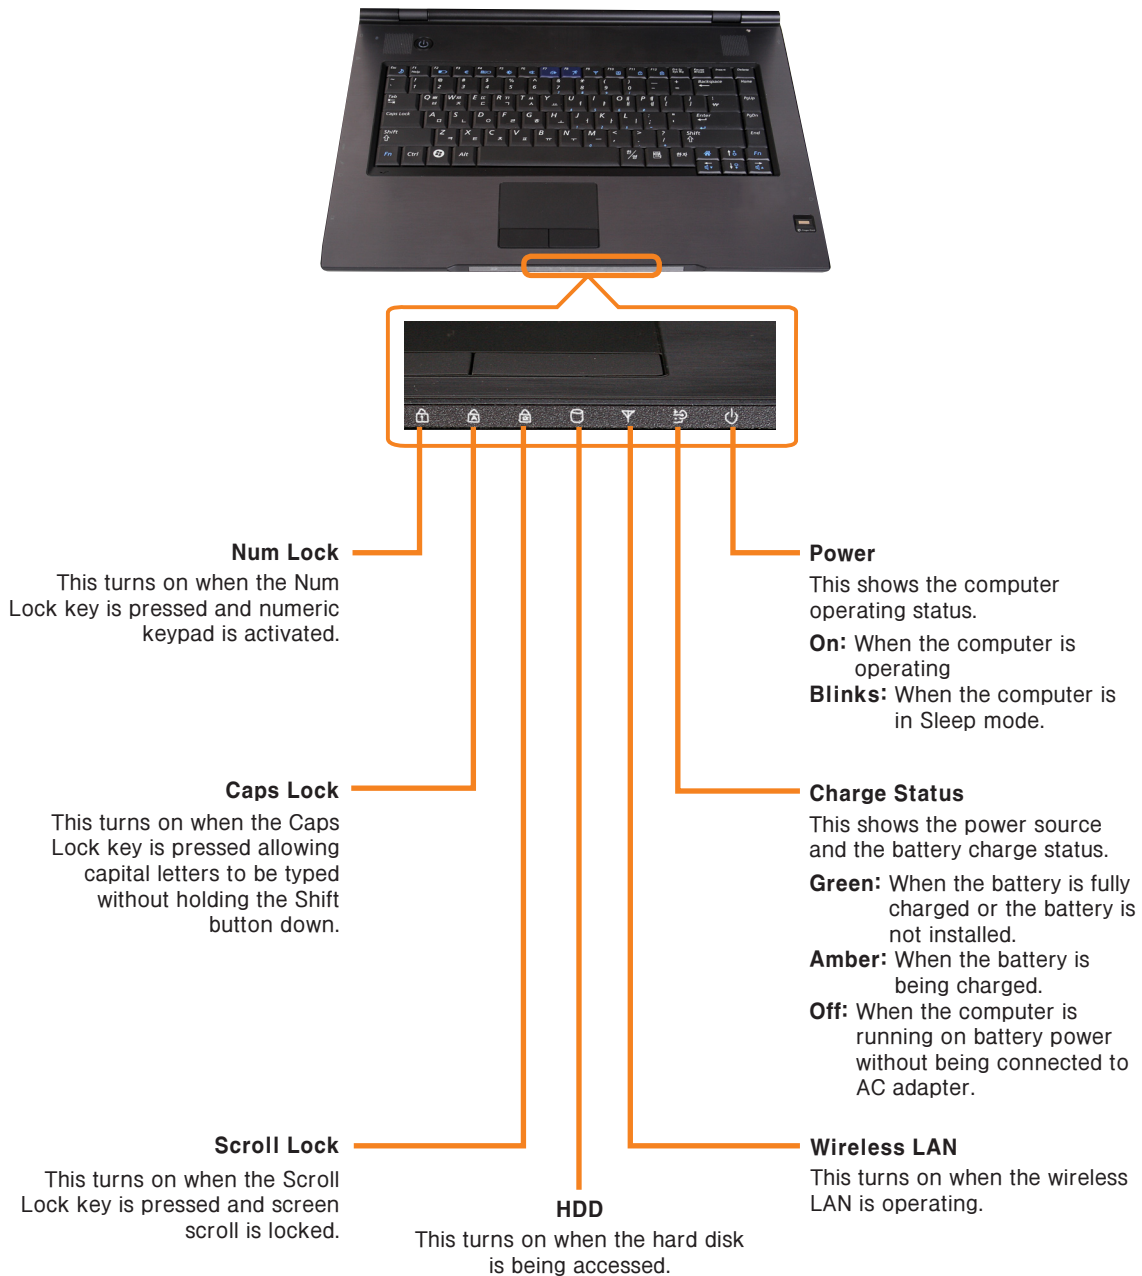 Num Lock
This turns on when the Num
Lock key is pressed and numeric
keypad is activated.
Caps Lock
This turns on when the Caps
Lock key is pressed allowing
capital letters to be typed
without holding the Shift
button down.
Scroll Lock
This turns on when the Scroll
Lock key is pressed and screen
scroll is locked.
HDD
This turns on when the hard disk
is being accessed.
Power
This shows the computer
operating status.
On: When the computer is
operating
Blinks: When the computer is
in Sleep mode.
Charge Status
This shows the power source
and the battery charge status.
Green: When the battery is fully
charged or the battery is
not installed.
Amber: When the battery is
being charged.
Off: When the computer is
running on battery power
without being connected to
AC adapter.
Wireless LAN
This turns on when the wireless
LAN is operating.